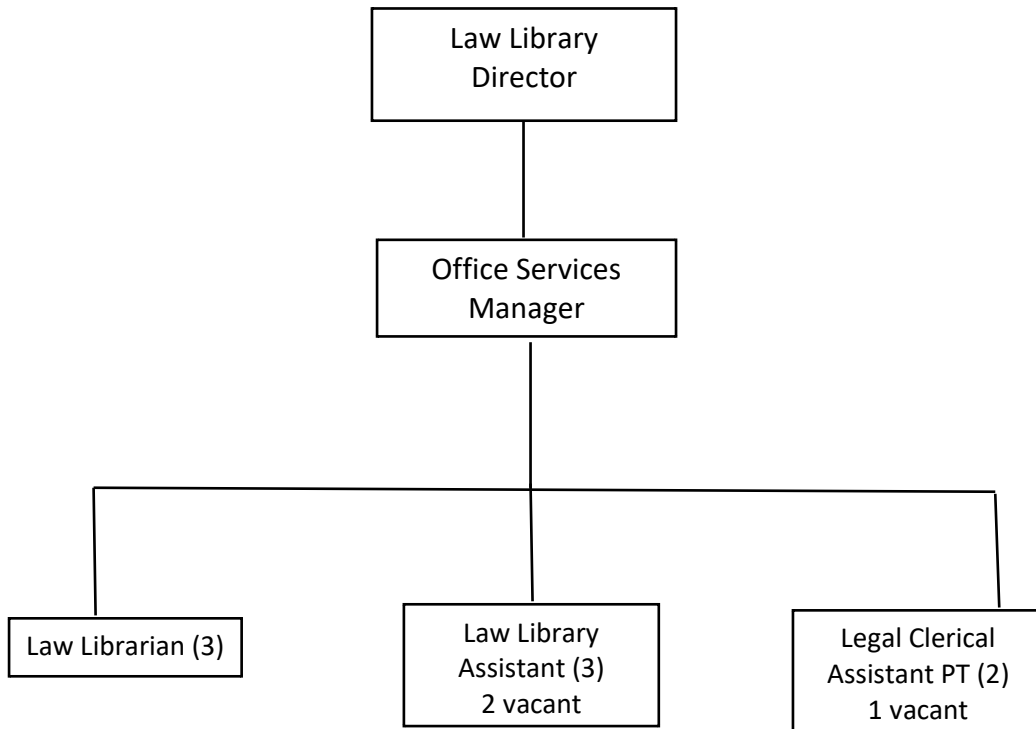 Law Library
Director
Office Services
Manager
Law Librarian (3)
Law Library
Assistant (3)
2 vacant
Legal Clerical
Assistant PT (2)
1 vacant